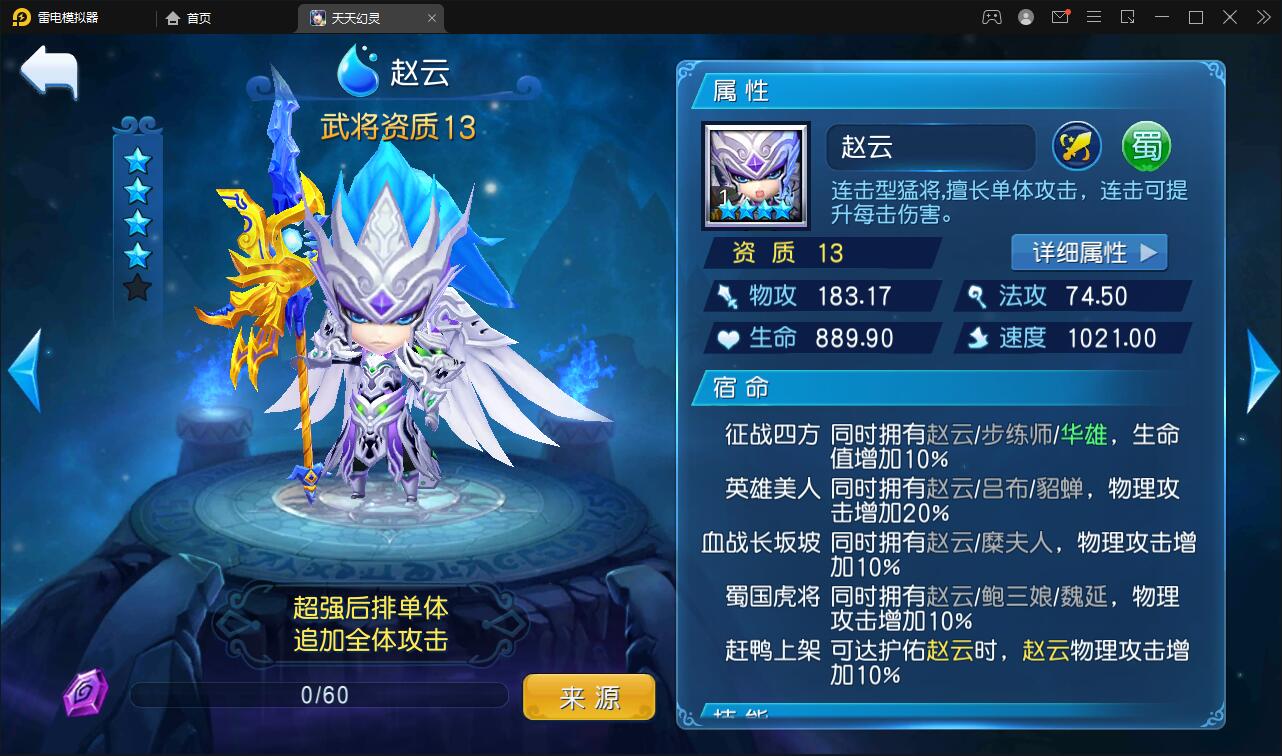 雷电模拟器
首页
天天幻灵
赵云
武将资质13
超强后排单体
追加全体攻击
0/60
来源
属性
1
赵云
蜀
连击型猛将,擅长单体攻击，连击可提
升每击伤害。
资质 13
详细属性
物攻 183.17
法攻 74.50
生命 889.90
速度 1021.00
宿命
征战四方 同时拥有赵云/步练师/华雄，生命
值增加10%
英雄美人 同时拥有赵云/吕布/貂蝉，物理攻
击增加20%
血战长坂坡 同时拥有赵云/糜夫人，物理攻击增
加10%
蜀国虎将 同时拥有赵云/鲍三娘/魏延，物理
攻击增加10%
赶鸭上架 可达护佑赵云时，赵云物理攻击增
加10%
技能